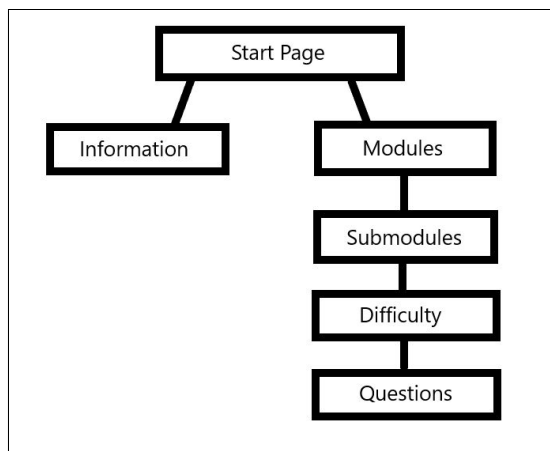 Start Page
Information
Modules
Submodules
Difficulty
Questions